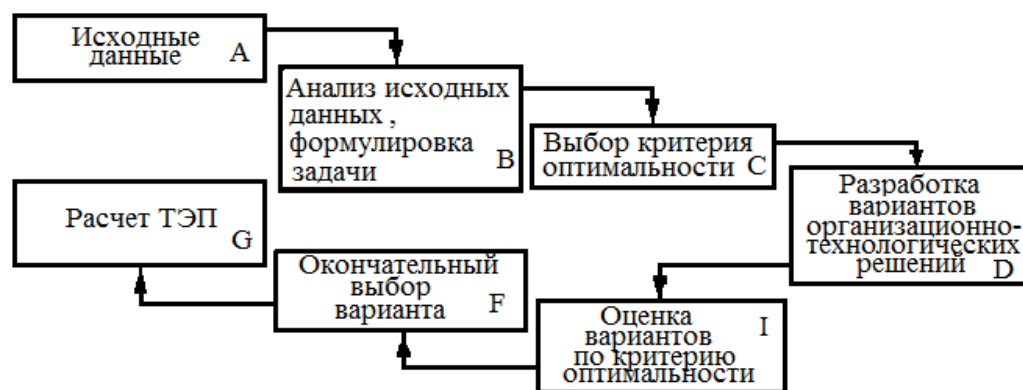 Исходные
данные
A
Анализ исходных
данных ,
формулировка
задачи
B
Выбор критерия
оптимальности C
Разработка
вариантов
организационно-
технологических
решений D
Расчет ТЭП
G
Окончательный
выбор
варианта F
Оценка I
вариантов
по критерию
оптимальности